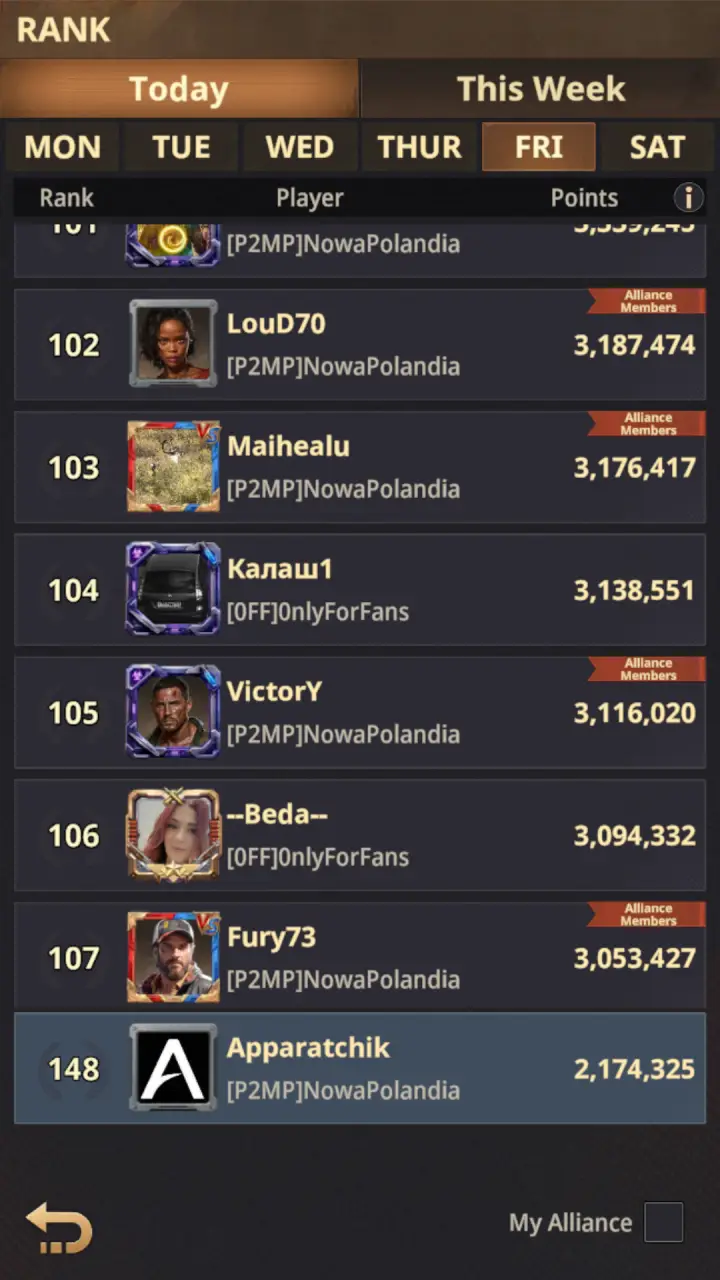 RANK
Today
This Week
MON TUE WED THUR FRI SAT
Rank Player Points
[P2MP]NowaPolandia
Alliance
Members
102 LouD70 3,187,474
[P2MP]NowaPolandia
Alliance
Members
103 Maihealu 3,176,417
[P2MP]NowaPolandia
104 Калаш1 3,138,551
[0FF]0nlyForFans
Alliance
Members
105 VictorY 3,116,020
[P2MP]NowaPolandia
106 --Beda-- 3,094,332
[0FF]0nlyForFans
Alliance
Members
107 Fury73 3,053,427
[P2MP]NowaPolandia
148 Apparatchik 2,174,325
[P2MP]NowaPolandia
My Alliance